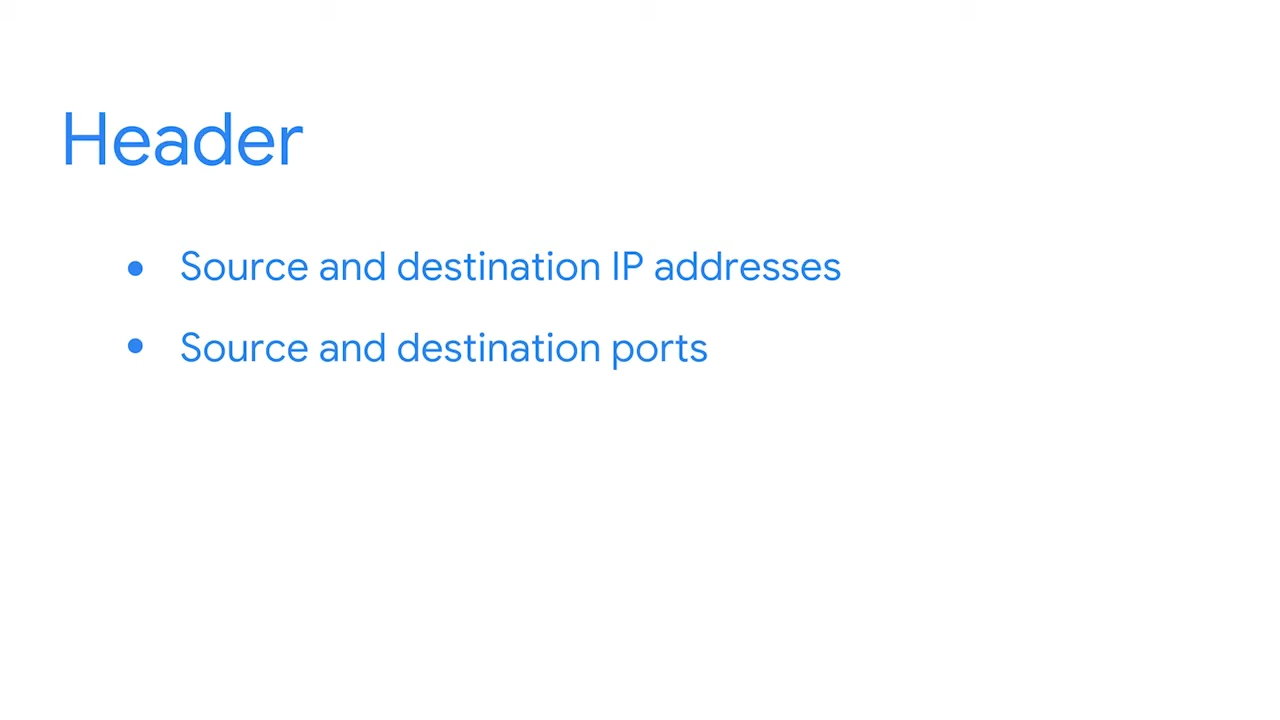 Header
• Source and destination IP addresses
• Source and destination ports